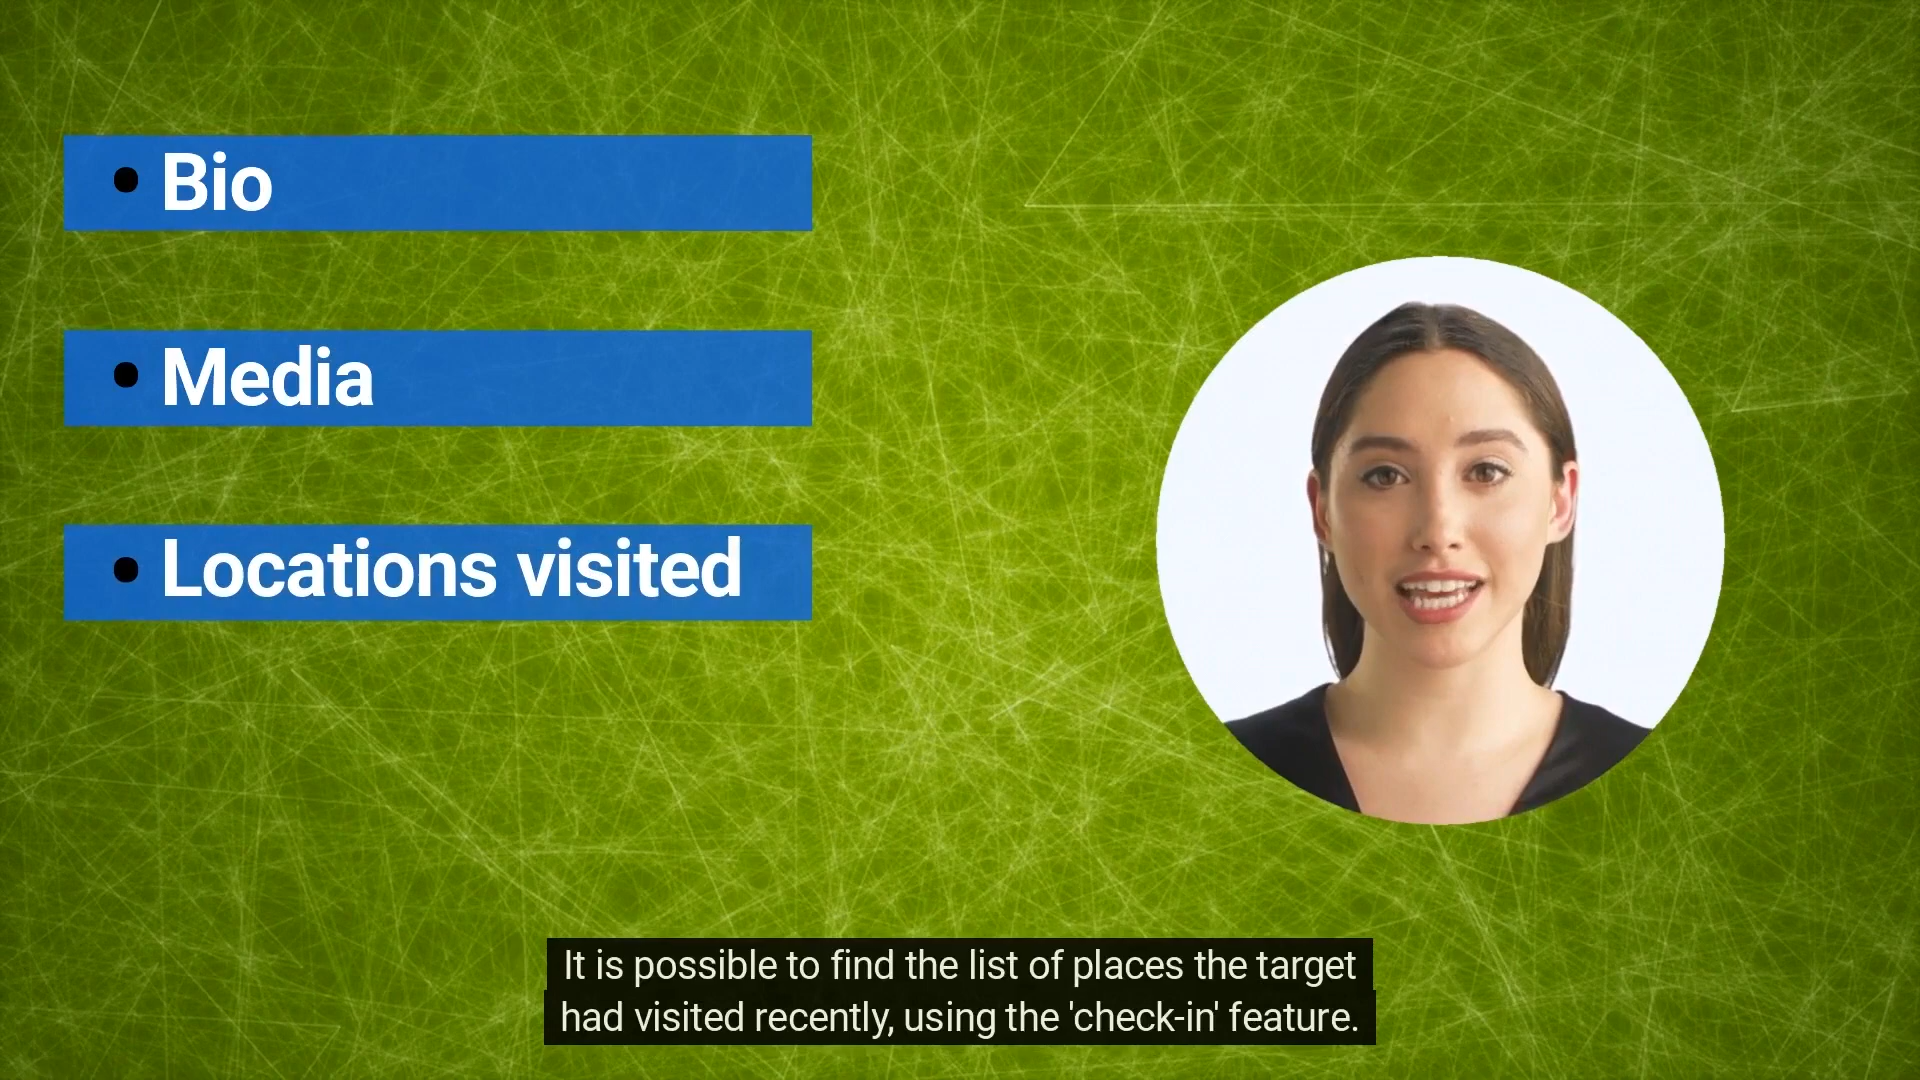 • Bio
• Media
• Locations visited
It is possible to find the list of places the target
had visited recently, using the 'check-in' feature.